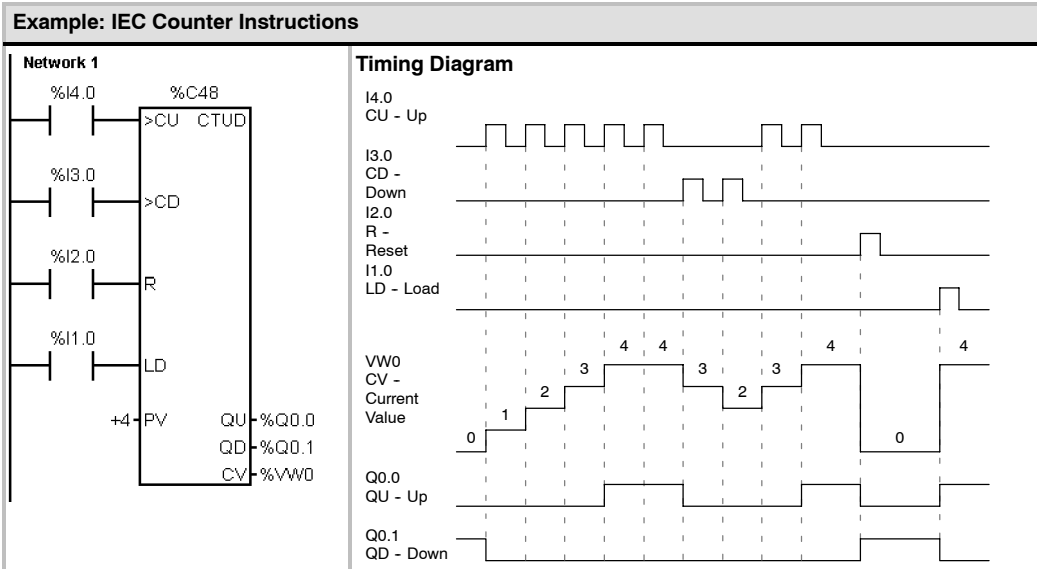 Example: IEC Counter Instructions
Network 1
%I4.0
%C48
>CU CTUD
%I3.0
>CD
%I2.0
R
%I1.0
LD
+4 PV
QU %Q0.0
QD %Q0.1
CV %VW0
Timing Diagram
I4.0
CU - Up
I3.0
CD -
Down
I2.0
R -
Reset
I1.0
LD - Load
VW0
CV -
Current
Value
0
1
2
3
4
4
3
2
3
4
0
4
Q0.0
QU - Up
Q0.1
QD - Down